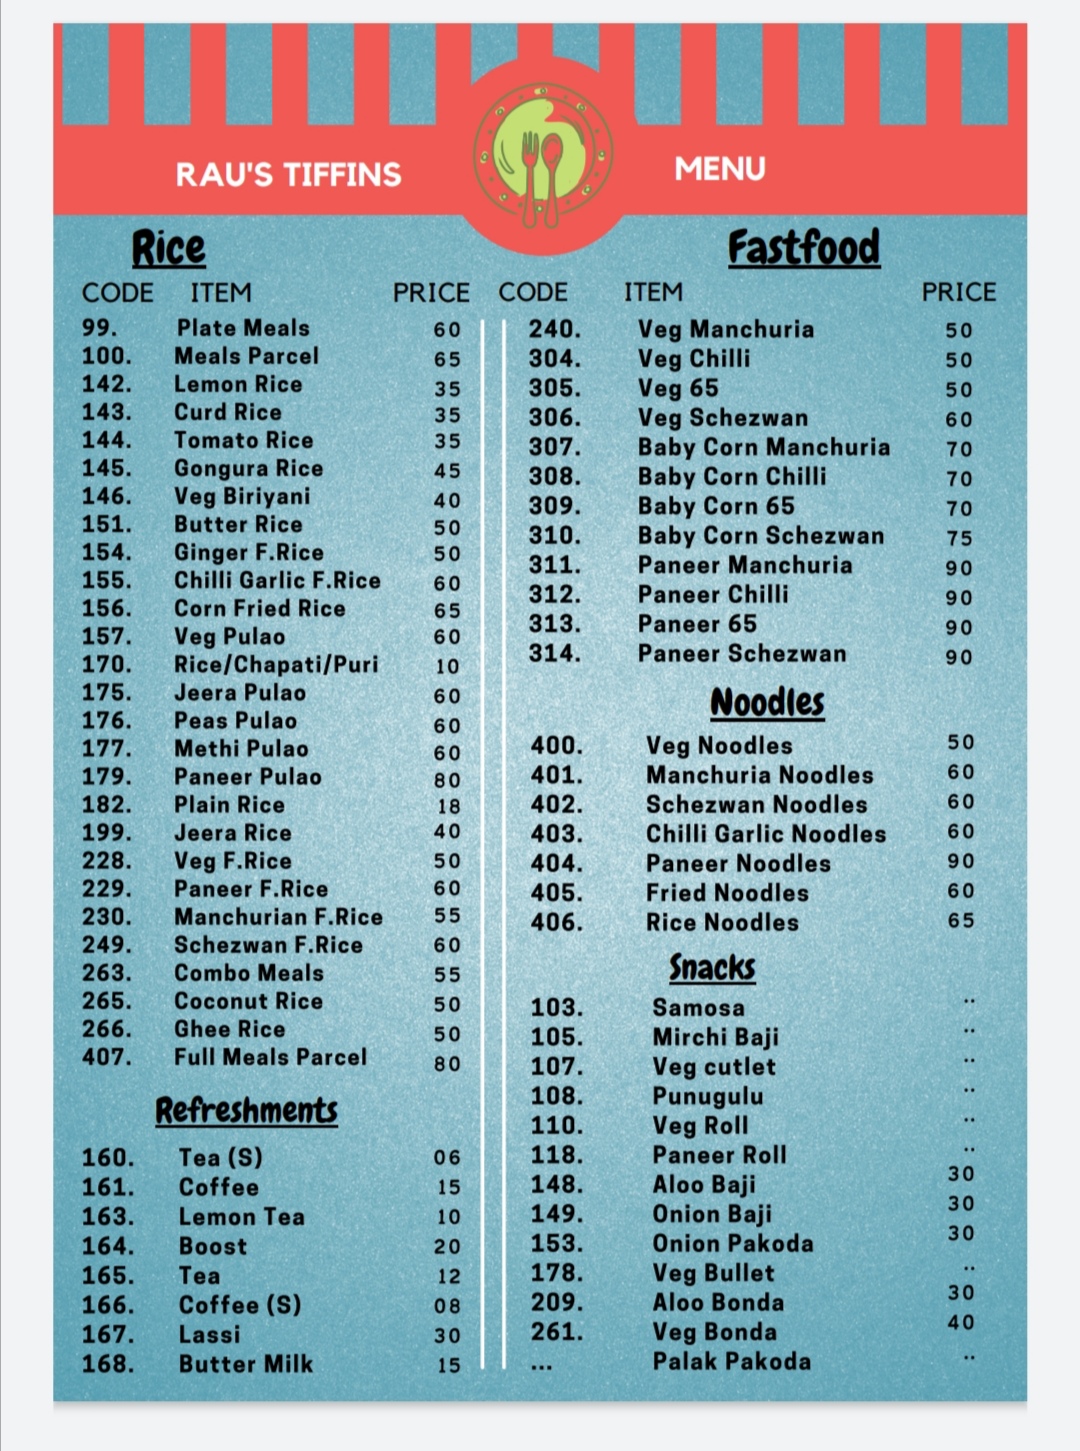 RAU'S TIFFINS
MENU
Rice
CODE ITEM PRICE
99. Plate Meals 60
100. Meals Parcel 65
142. Lemon Rice 35
143. Curd Rice 35
144. Tomato Rice 35
145. Gongura Rice 45
146. Veg Biriyani 40
151. Butter Rice 50
154. Ginger F.Rice 50
155. Chilli Garlic F.Rice 60
156. Corn Fried Rice 65
157. Veg Pulao 60
170. Rice/Chapati/Puri 10
175. Jeera Pulao 60
176. Peas Pulao 60
177. Methi Pulao 60
179. Paneer Pulao 80
182. Plain Rice 18
199. Jeera Rice 40
228. Veg F.Rice 50
229. Paneer F.Rice 60
230. Manchurian F.Rice 55
249. Schezwan F.Rice 60
263. Combo Meals 55
265. Coconut Rice 50
266. Ghee Rice 50
407. Full Meals Parcel 80
Refreshments
160. Tea (S) 06
161. Coffee 15
163. Lemon Tea 10
164. Boost 20
165. Tea 12
166. Coffee (S) 08
167. Lassi 30
168. Butter Milk 15
Fastfood
CODE ITEM PRICE
240. Veg Manchuria 50
304. Veg Chilli 50
305. Veg 65 50
306. Veg Schezwan 60
307. Baby Corn Manchuria 70
308. Baby Corn Chilli 70
309. Baby Corn 65 70
310. Baby Corn Schezwan 75
311. Paneer Manchuria 90
312. Paneer Chilli 90
313. Paneer 65 90
314. Paneer Schezwan 90
Noodles
400. Veg Noodles 50
401. Manchuria Noodles 60
402. Schezwan Noodles 60
403. Chilli Garlic Noodles 60
404. Paneer Noodles 90
405. Fried Noodles 60
406. Rice Noodles 65
Snacks
103. Samosa ..
105. Mirchi Baji ..
107. Veg cutlet ..
108. Punugulu ..
110. Veg Roll ..
118. Paneer Roll ..
148. Aloo Baji 30
149. Onion Baji 30
153. Onion Pakoda 30
178. Veg Bullet ..
209. Aloo Bonda 30
261. Veg Bonda 40
... Palak Pakoda ..